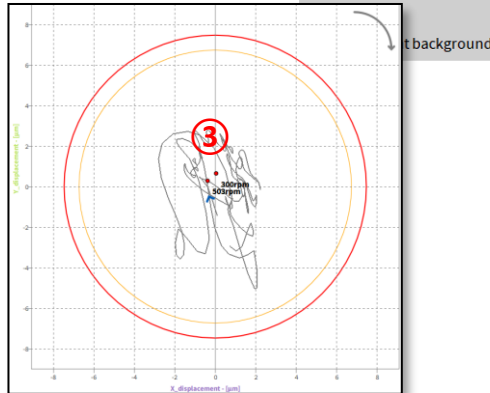 t background
8
6
4
2
0
-2
-4
-6
-8
Y_displacement - [µm]
③
300rpm
503rpm
-8 -6 -4 -2 0 2 4 6 8
X_displacement - [µm]